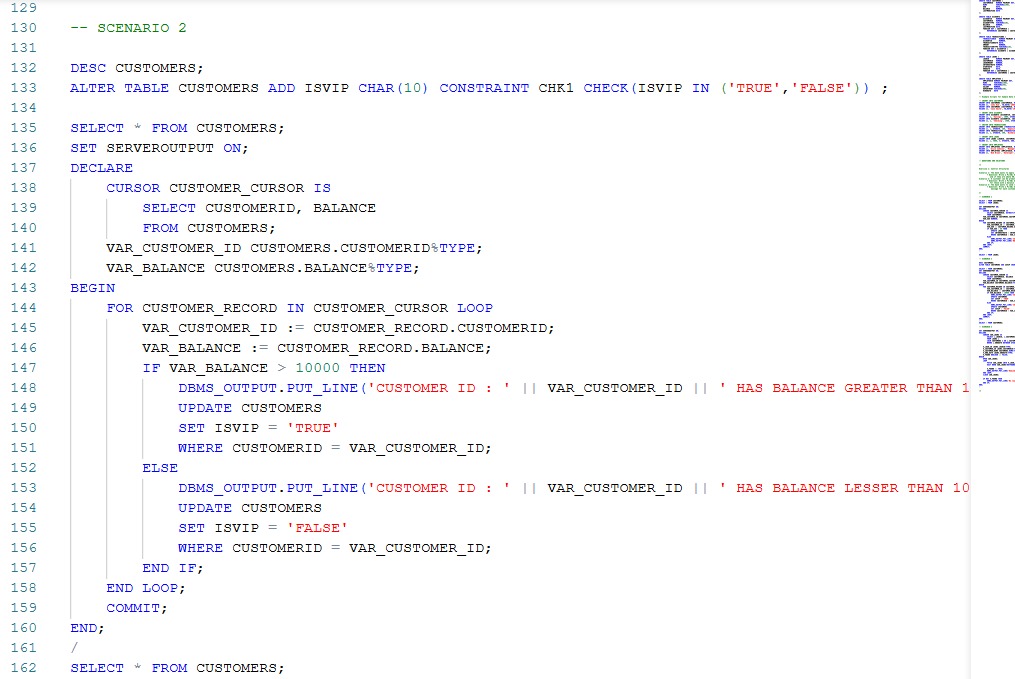 129
130 -- SCENARIO 2
131
132 DESC CUSTOMERS;
133 ALTER TABLE CUSTOMERS ADD ISVIP CHAR(10) CONSTRAINT CHK1 CHECK(ISVIP IN ('TRUE','FALSE')) ;
134
135 SELECT * FROM CUSTOMERS;
136 SET SERVEROUTPUT ON;
137 DECLARE
138     CURSOR CUSTOMER_CURSOR IS
139         SELECT CUSTOMERID, BALANCE
140         FROM CUSTOMERS;
141     VAR_CUSTOMER_ID CUSTOMERS.CUSTOMERID%TYPE;
142     VAR_BALANCE CUSTOMERS.BALANCE%TYPE;
143 BEGIN
144     FOR CUSTOMER_RECORD IN CUSTOMER_CURSOR LOOP
145         VAR_CUSTOMER_ID := CUSTOMER_RECORD.CUSTOMERID;
146         VAR_BALANCE := CUSTOMER_RECORD.BALANCE;
147         IF VAR_BALANCE > 10000 THEN
148             DBMS_OUTPUT.PUT_LINE('CUSTOMER ID : ' || VAR_CUSTOMER_ID || ' HAS BALANCE GREATER THAN 1
149             UPDATE CUSTOMERS
150             SET ISVIP = 'TRUE'
151             WHERE CUSTOMERID = VAR_CUSTOMER_ID;
152         ELSE
153             DBMS_OUTPUT.PUT_LINE('CUSTOMER ID : ' || VAR_CUSTOMER_ID || ' HAS BALANCE LESSER THAN 10
154             UPDATE CUSTOMERS
155             SET ISVIP = 'FALSE'
156             WHERE CUSTOMERID = VAR_CUSTOMER_ID;
157         END IF;
158     END LOOP;
159     COMMIT;
160 END;
161 /
162 SELECT * FROM CUSTOMERS;